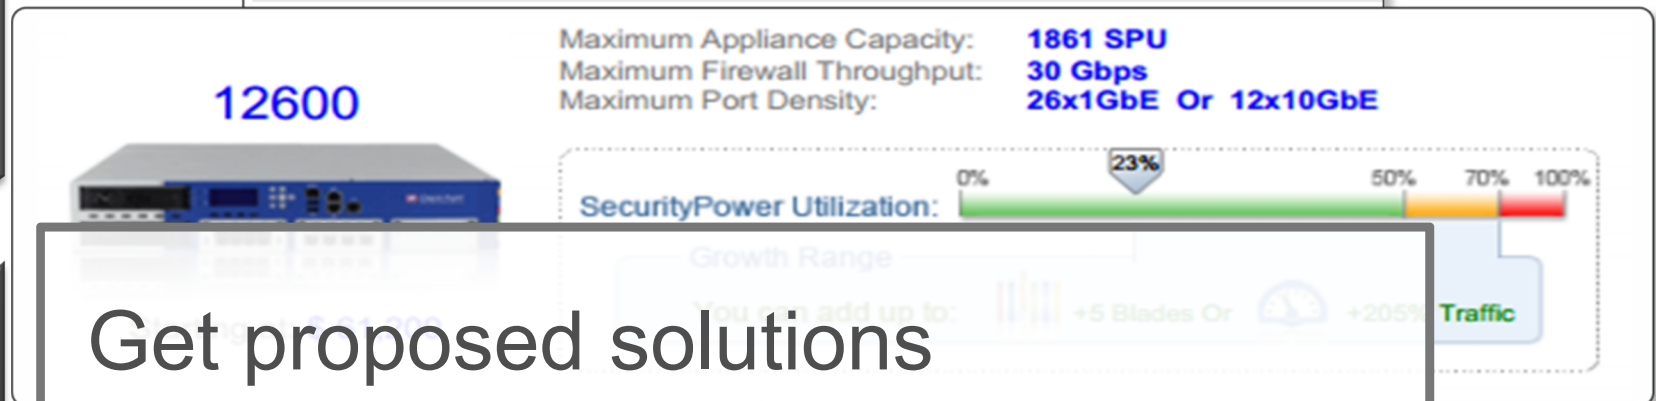 Maximum Appliance Capacity: 1861 SPU
Maximum Firewall Throughput: 30 Gbps
Maximum Port Density: 26x1GbE Or 12x10GbE
12600
0% 23% 50% 70% 100%
SecurityPower Utilization:
Growth Range
You can add up to: +5 Blades Or +205% Traffic
Get proposed solutions